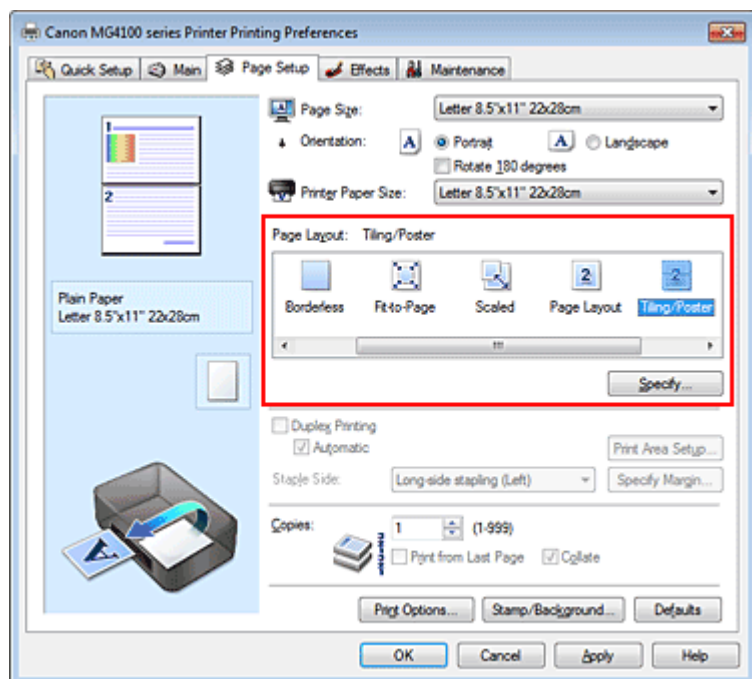 Canon MG4100 series Printer Printing Preferences
Quick Setup Main Page Setup Effects Maintenance
Page Size: Letter 8.5"x11" 22x28cm
Orientation: A Portrait A Landscape
Rotate 180 degrees
Printer Paper Size: Letter 8.5"x11" 22x28cm
1
2
Page Layout: Tiling/Poster
2 2
Borderless Fit-to-Page Scaled Page Layout Tiling/Poster
Plain Paper
Letter 8.5"x11" 22x28cm
Specify...
Duplex Printing
Automatic Print Area Setup...
Staple Side: Long-side stapling (Left) Specify Margin...
Copies: 1 (1-999)
Print from Last Page Collate
A
Print Options... Stamp/Background... Defaults
OK Cancel Apply Help